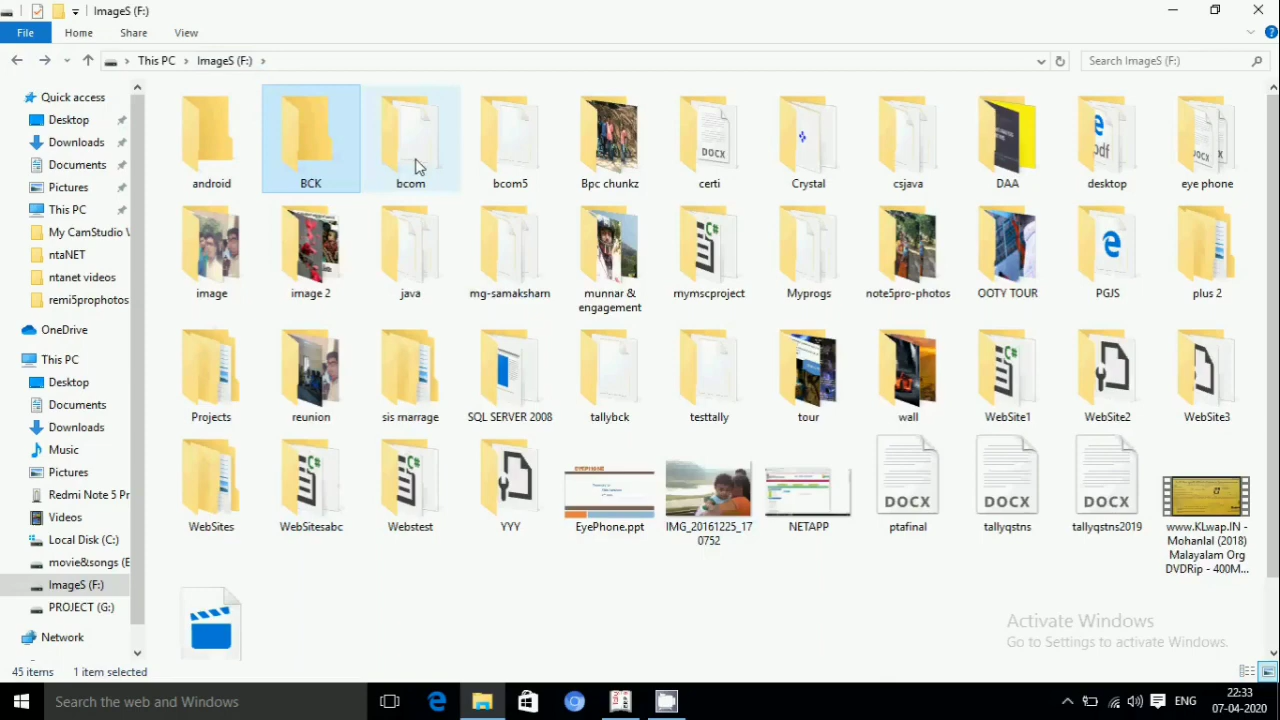 ImageS (F:)
File
Home
Share
View
This PC
ImageS (F:)
Search ImageS (F:)
Quick access
Desktop
Downloads
Documents
Pictures
This PC
My CamStudio V
ntaNET
ntanet videos
remi5prophotos
OneDrive
This PC
Desktop
Documents
Downloads
Music
Pictures
Redmi Note 5 Pr
Videos
Local Disk (C:)
movie&songs (E
ImageS (F:)
PROJECT (G:)
Network
android
BCK
bcom
bcom5
Bpc chunkz
certi
Crystal
csjava
DAA
desktop
eye phone
image
image 2
java
mg-samaksham
munnar &
engagement
mymscproject
Myprogs
note5pro-photos
OOTY TOUR
PGJS
plus 2
Projects
reunion
sis marrage
SQL SERVER 2008
tallybck
testtally
tour
wall
WebSite1
WebSite2
WebSite3
WebSites
WebSitesabc
Webstest
YYY
EyePhone.ppt
IMG_20161225_17
0752
NETAPP
DOCX
ptafinal
DOCX
tallyqstns
DOCX
tallyqstns2019
www.KLwap.IN -
Mohanlal (2018)
Malayalam Org
DVDRip - 400M...
Activate Windows
Go to Settings to activate Windows.
45 items
1 item selected
Search the web and Windows
ENG
22:33
07-04-2020